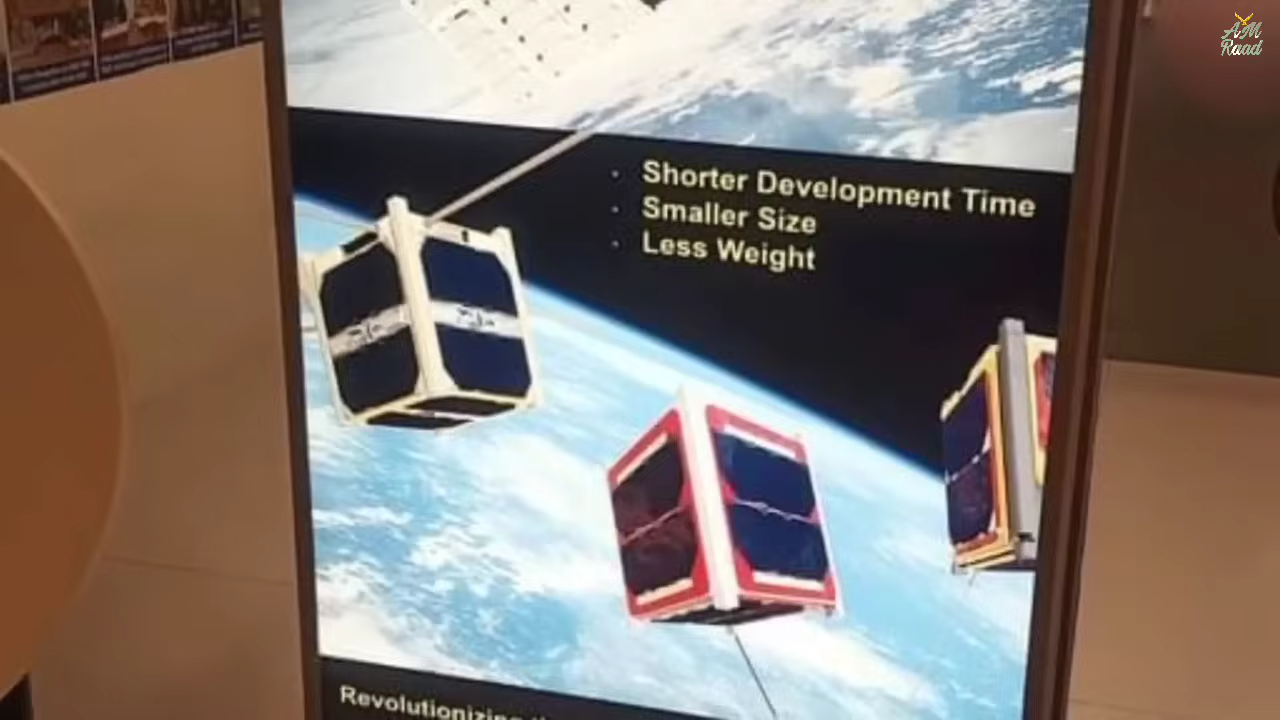 AM
Raad
· Shorter Development Time
· Smaller Size
· Less Weight
Revolutionizing